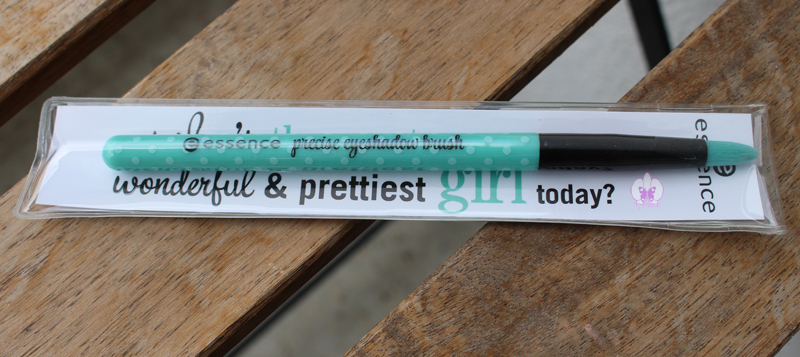 essence precise eyeshadow brush
wonderful & prettiest girl today?
essence